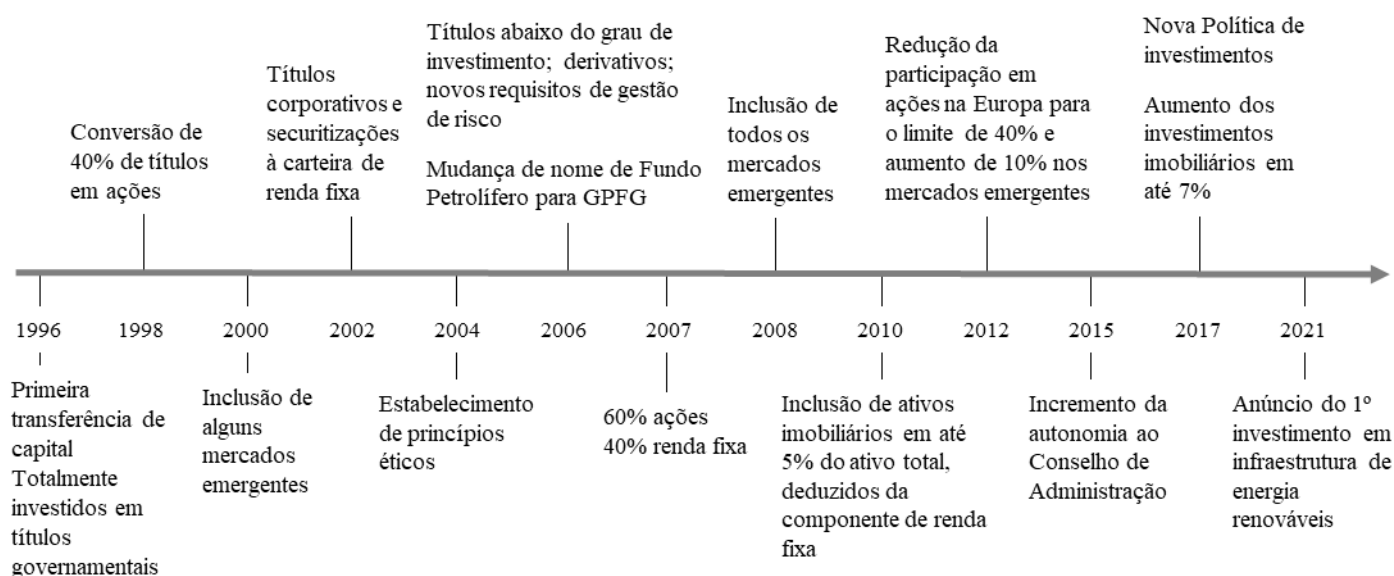 Conversão de
40% de títulos
em ações
Títulos
corporativos e
securitizações
à carteira de
renda fixa
Títulos abaixo do grau de
investimento; derivativos;
novos requisitos de gestão
de risco
Mudança de nome de Fundo
Petrolífero para GPFG
Inclusão de
todos os
mercados
emergentes
Redução da
participação em
ações na Europa para
o limite de 40% e
aumento de 10% nos
mercados emergentes
Nova Política de
investimentos
Aumento dos
investimentos
imobiliários em
até 7%
1996 1998 2000 2002 2004 2006 2007 2008 2010 2012 2015 2017 2021
Primeira
transferência de
capital
Totalmente
investidos em
títulos
governamentais
Inclusão de
alguns
mercados
emergentes
Estabelecimento
de princípios
éticos
60% ações
40% renda fixa
Inclusão de ativos
imobiliários em até
5% do ativo total,
deduzidos da
componente de renda
fixa
Incremento da
autonomia ao
Conselho de
Administração
Anúncio do 1º
investimento em
infraestrutura de
energia
renováveis